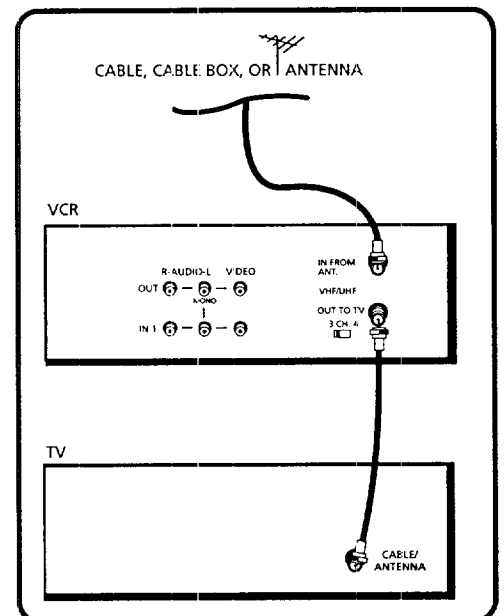 CABLE, CABLE BOX, OR ANTENNA
VCR
R-AUDIO-L VIDEO
OUT
MONO
IN 1
IN FROM
ANT.
VHF/UHF
OUT TO TV
3 CH. 4
TV
CABLE/
ANTENNA